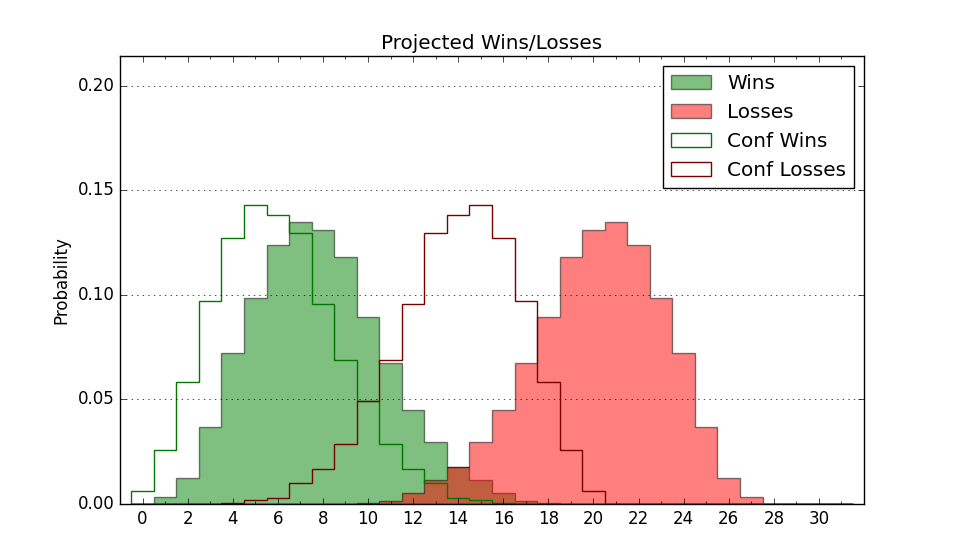 Projected Wins/Losses
Wins
Losses
Conf Wins
Conf Losses
Probability
0.20
0.15
0.10
0.05
0.00
0 2 4 6 8 10 12 14 16 18 20 22 24 26 28 30